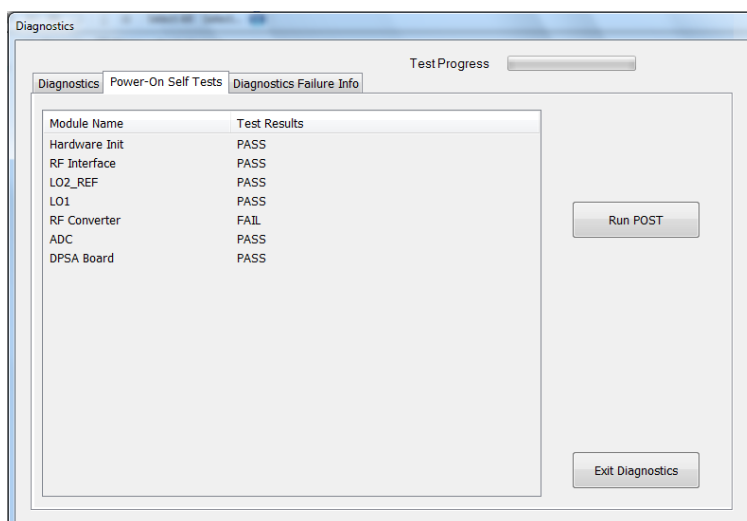 Diagnostics
Test Progress
Diagnostics Power-On Self Tests Diagnostics Failure Info
Module Name Test Results
Hardware Init PASS
RF Interface PASS
LO2_REF PASS
LO1 PASS
RF Converter FAIL
ADC PASS
DPSA Board PASS
Run POST
Exit Diagnostics